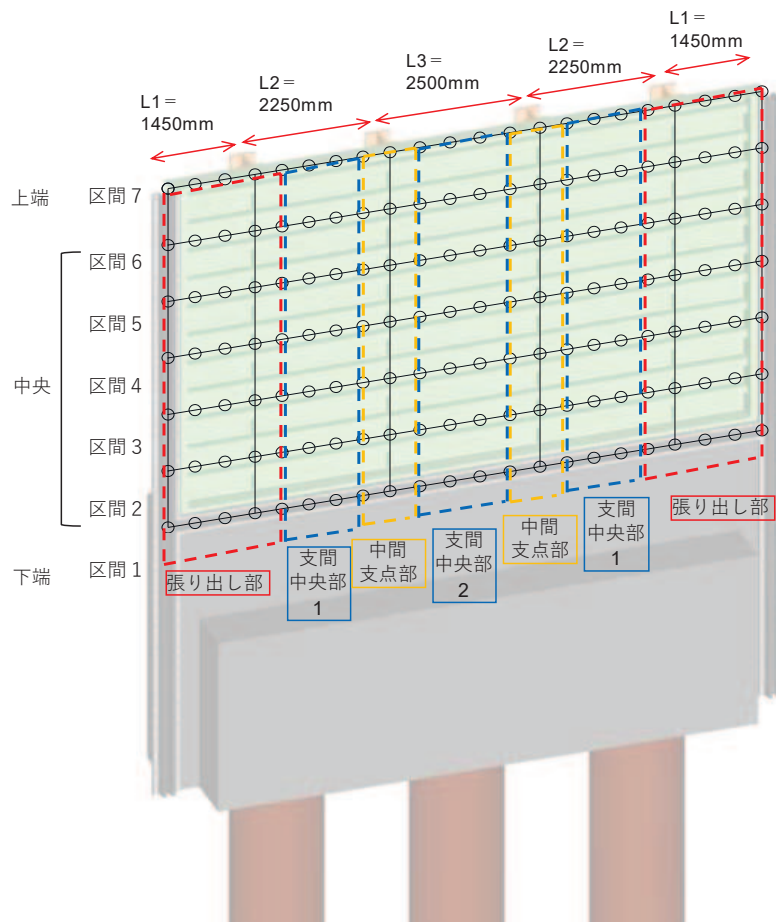 L1＝
1450mm
L2＝
2250mm
L3＝
2500mm
L2＝
2250mm
L1＝
1450mm
上端
区間 7
区間 6
区間 5
中央
区間 4
区間 3
区間 2
下端
区間 1
張り出し部
支間
中央部
1
中間
支点部
支間
中央部
2
中間
支点部
支間
中央部
1
張り出し部